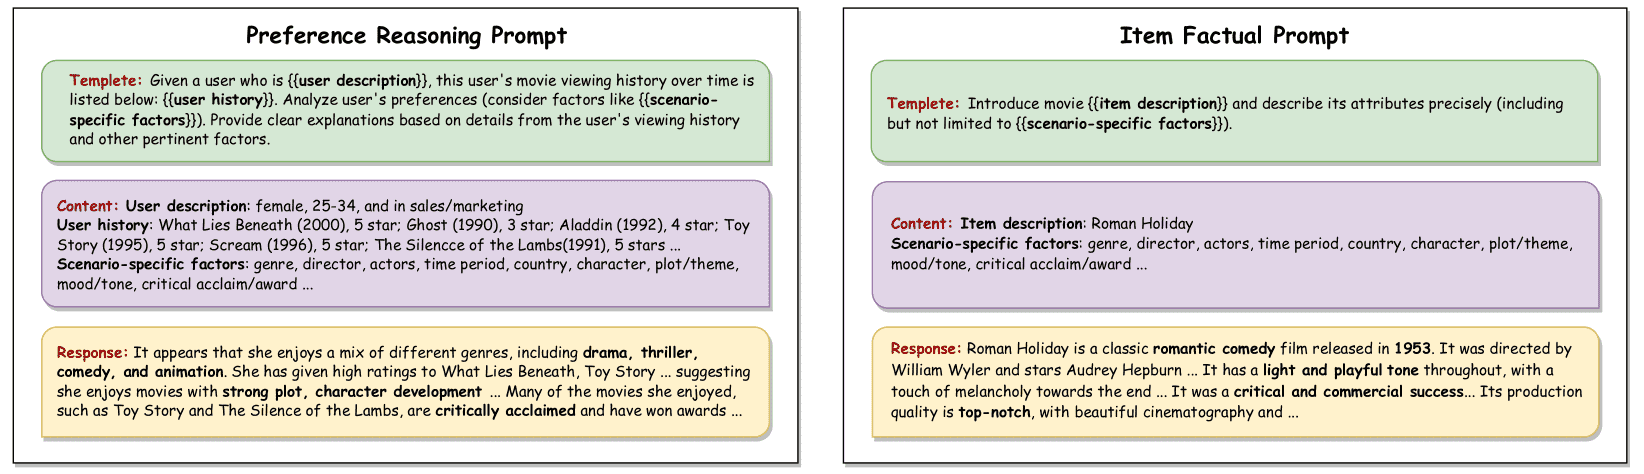 Preference Reasoning Prompt
Templete: Given a user who is {{user description}}, this user's movie viewing history over time is
listed below: {{user history}}. Analyze user's preferences (consider factors like {{scenario-
specific factors}}). Provide clear explanations based on details from the user's viewing history
and other pertinent factors.
Content: User description: female, 25-34, and in sales/marketing
User history: What Lies Beneath (2000), 5 star; Ghost (1990), 3 star; Aladdin (1992), 4 star; Toy
Story (1995), 5 star; Scream (1996), 5 star; The Silencce of the Lambs(1991), 5 stars ...
Scenario-specific factors: genre, director, actors, time period, country, character, plot/theme,
mood/tone, critical acclaim/award ...
Response: It appears that she enjoys a mix of different genres, including drama, thriller,
comedy, and animation. She has given high ratings to What Lies Beneath, Toy Story ... suggesting
she enjoys movies with strong plot, character development ... Many of the movies she enjoyed,
such as Toy Story and The Silence of the Lambs, are critically acclaimed and have won awards ...
Item Factual Prompt
Templete: Introduce movie {{item description}} and describe its attributes precisely (including
but not limited to {{scenario-specific factors}}).
Content: Item description: Roman Holiday
Scenario-specific factors: genre, director, actors, time period, country, character, plot/theme,
mood/tone, critical acclaim/award ...
Response: Roman Holiday is a classic romantic comedy film released in 1953. It was directed by
William Wyler and stars Audrey Hepburn ... It has a light and playful tone throughout, with a
touch of melancholy towards the end ... It was a critical and commercial success... Its production
quality is top-notch, with beautiful cinematography and ...